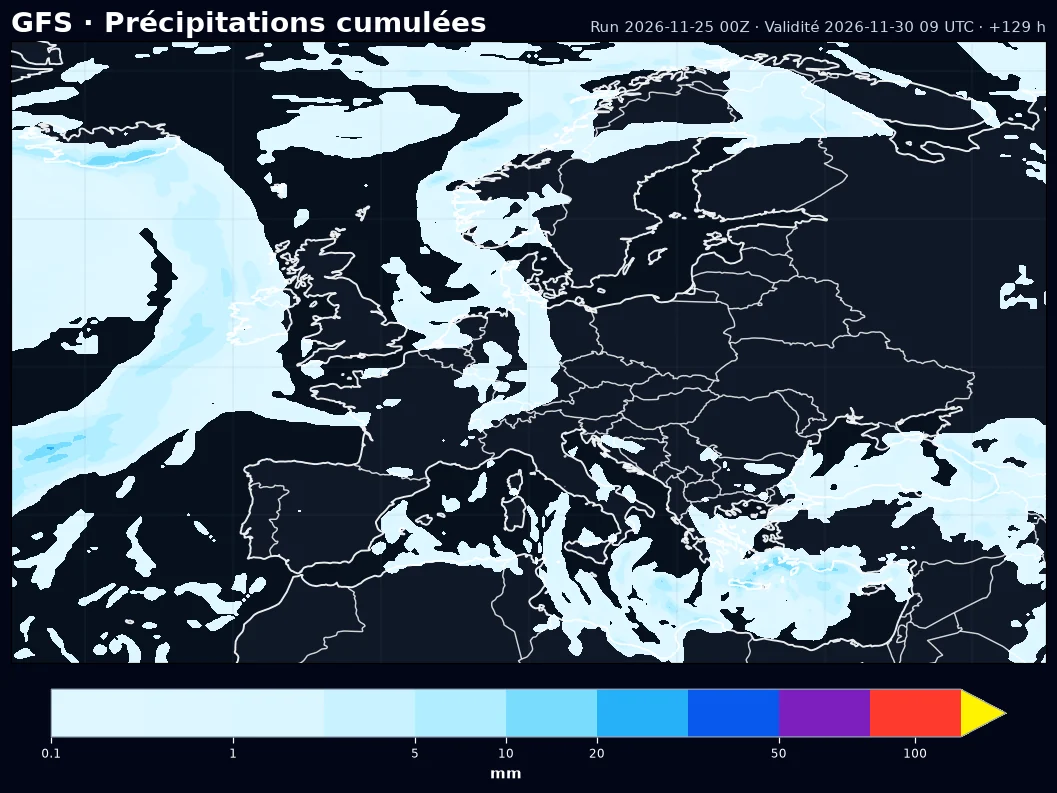 GFS · Précipitations cumulées
Run 2026-11-25 00Z · Validité 2026-11-30 09 UTC · +129 h
0.1 1 5 10 20 50 100
mm